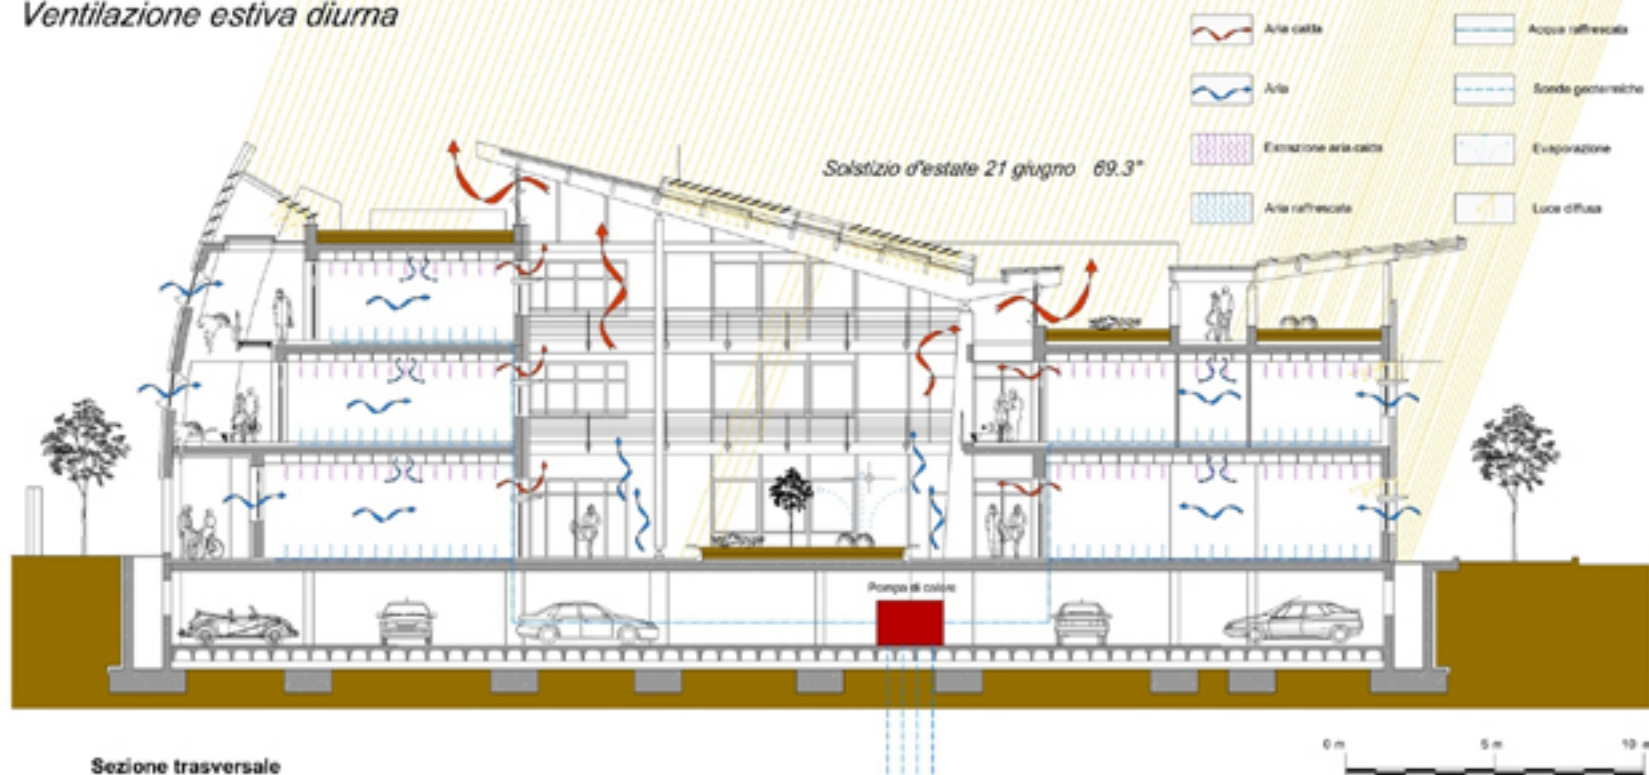 Ventilazione estiva diurna
Aria calda
Acqua raffrescata
Aria
Sonde geotermiche
Estrazione aria calda
Evaporazione
Aria raffrescata
Luce diffusa
Solstizio d'estate 21 giugno 69.3°
Pompa di calore
Sezione trasversale
0 m
5 m
10 m